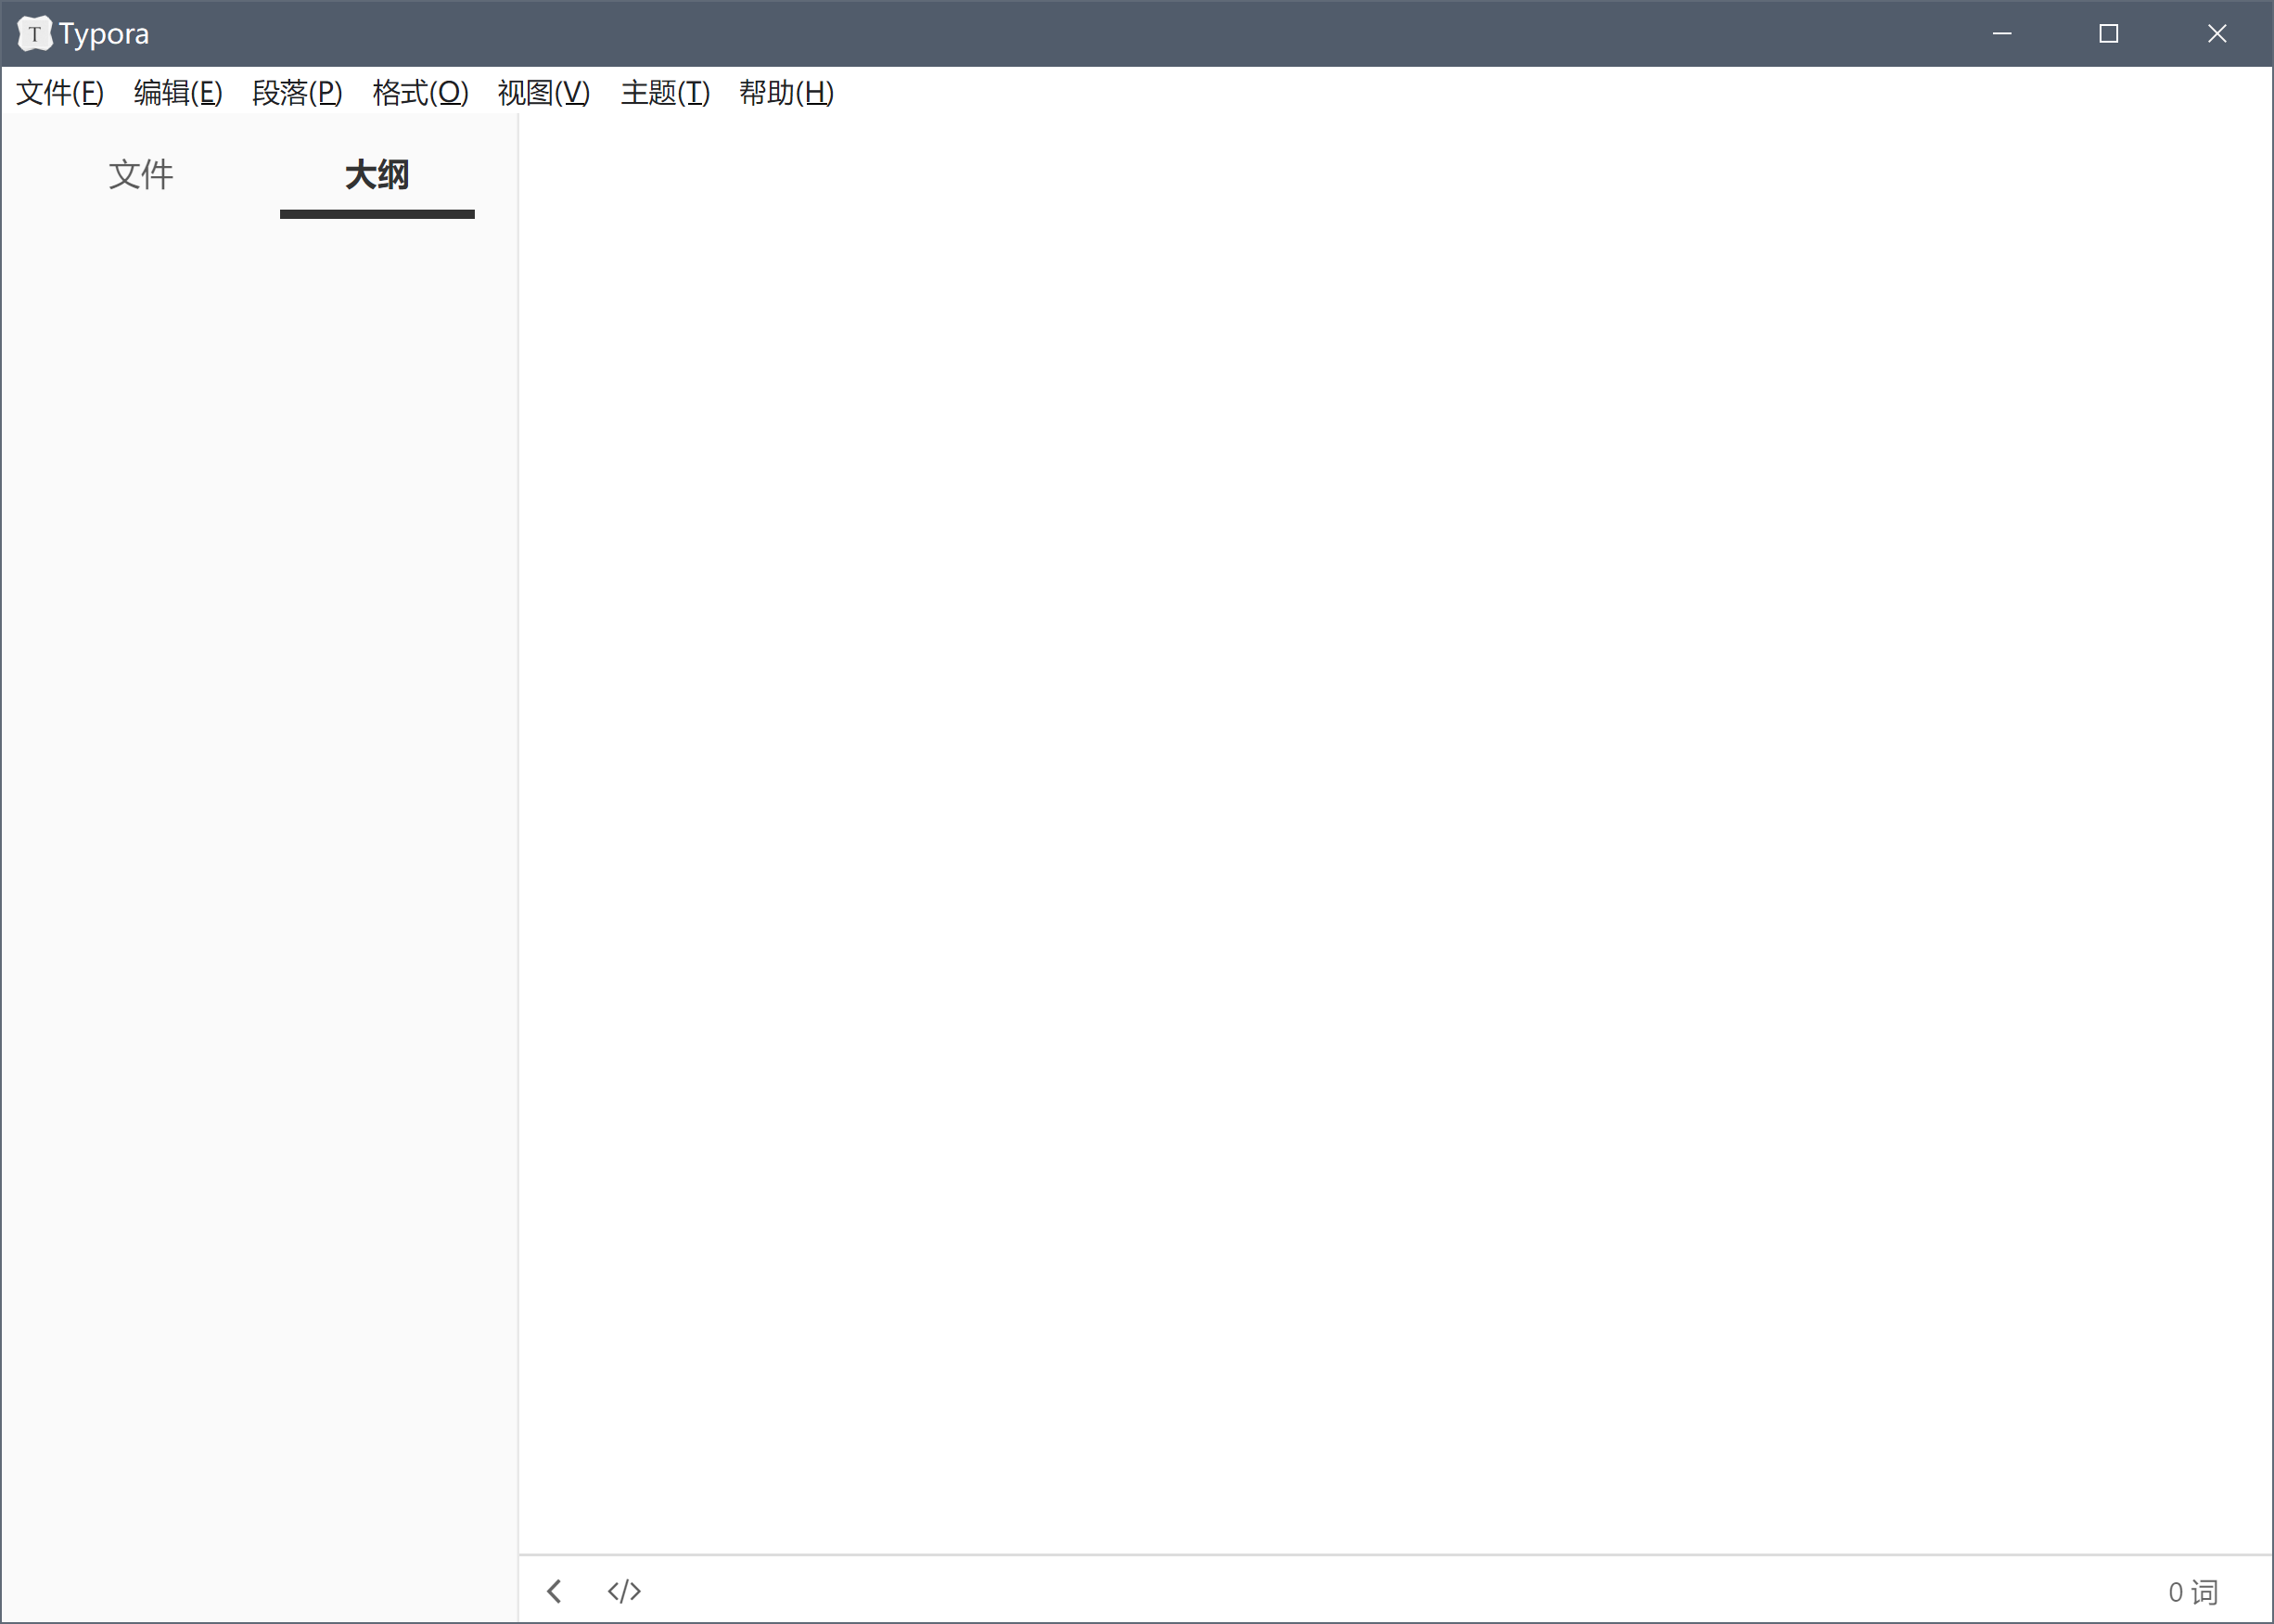 Typora
文件(F) 编辑(E) 段落(P) 格式(O) 视图(V) 主题(T) 帮助(H)
文件 大纲
</> 0 词